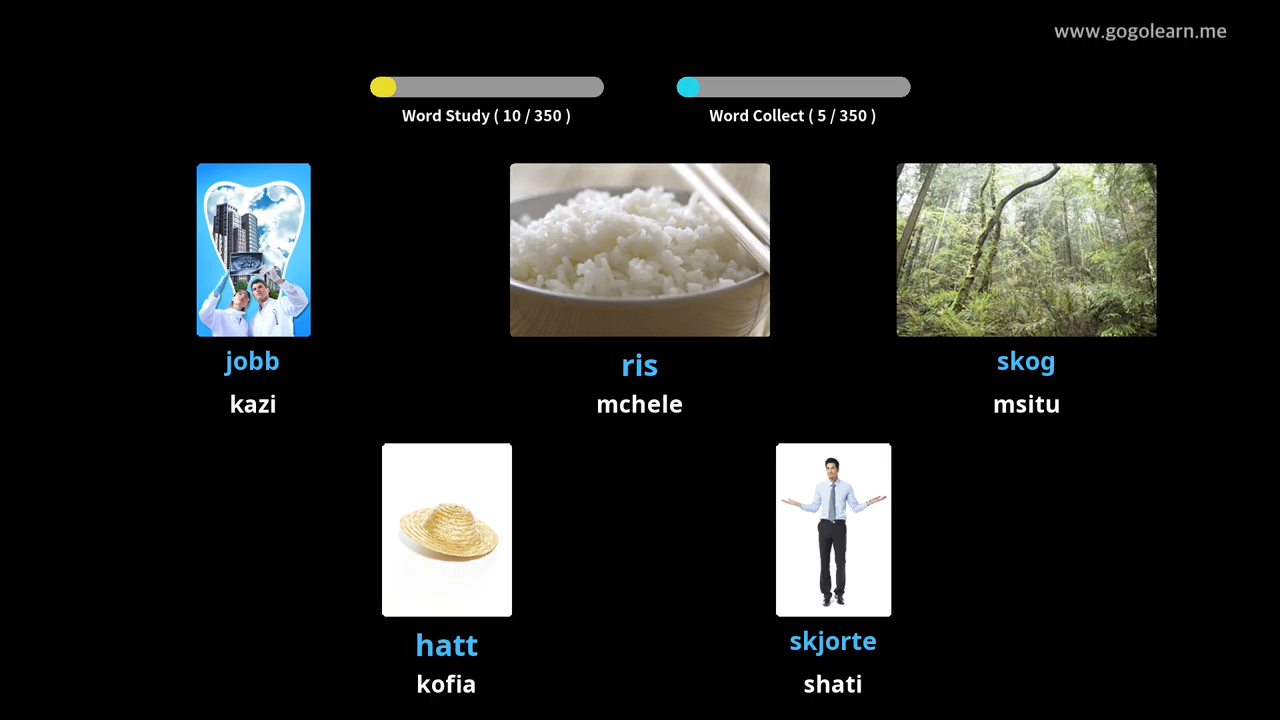 www.gogolearn.me
Word Study ( 10 / 350 )
Word Collect ( 5 / 350 )
jobb
kazi
ris
mchele
skog
msitu
hatt
kofia
skjorte
shati